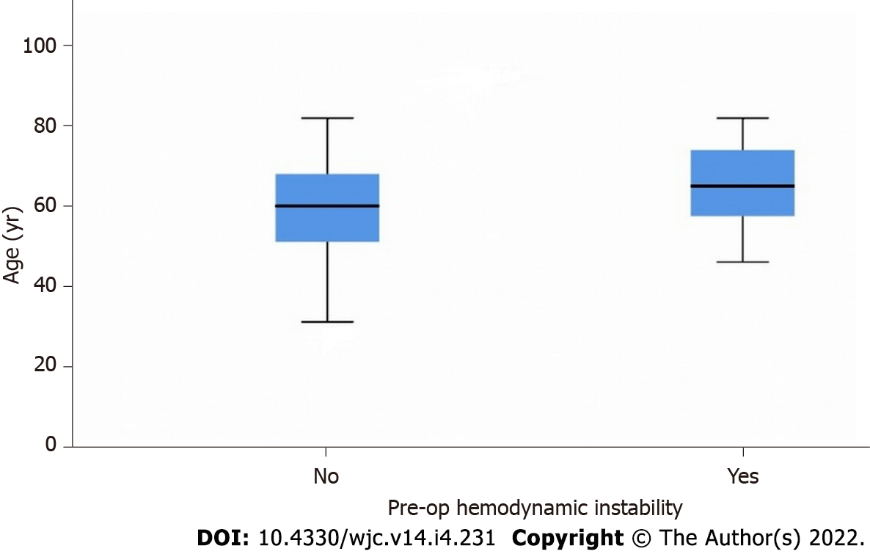 100
80
60
40
20
0
Age (yr)
No Yes
Pre-op hemodynamic instability
DOI: 10.4330/wjc.v14.i4.231 Copyright © The Author(s) 2022.